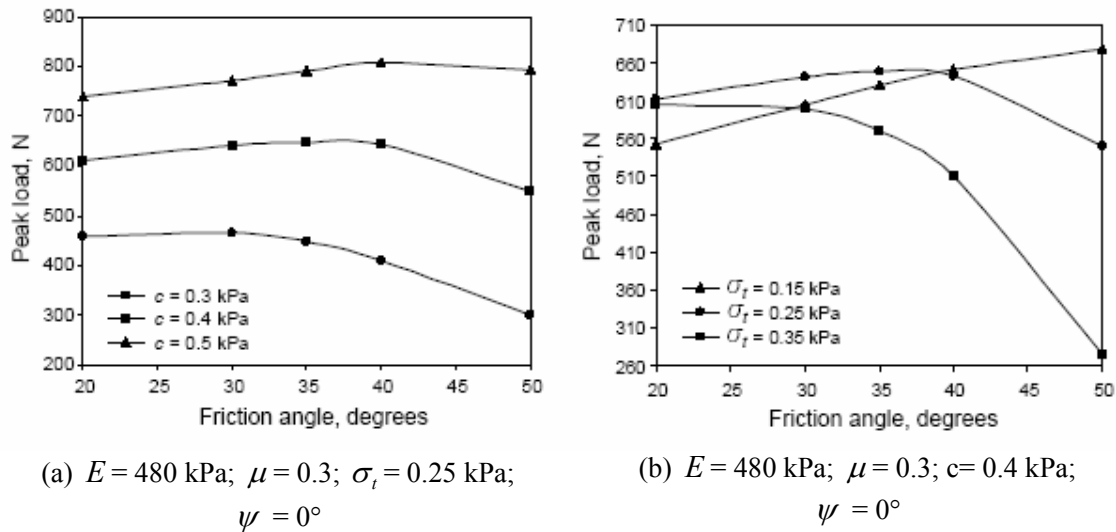 900
800
700
600
500
400
300
200
Peak load, N
c = 0.3 kPa
c = 0.4 kPa
c = 0.5 kPa
20 25 30 35 40 45 50
Friction angle, degrees
(a) E = 480 kPa; μ = 0.3; σt = 0.25 kPa;
ψ = 0°
710
660
610
560
510
460
410
360
310
260
Peak load, N
σt = 0.15 kPa
σt = 0.25 kPa
σt = 0.35 kPa
20 25 30 35 40 45 50
Friction angle, degrees
(b) E = 480 kPa; μ = 0.3; c= 0.4 kPa;
ψ = 0°